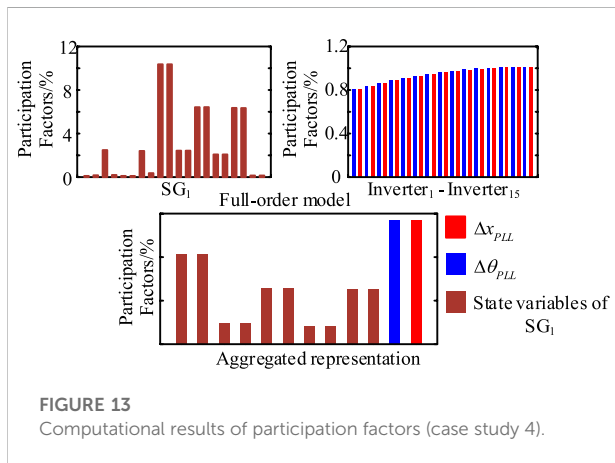 12
8
4
0
Participation
Factors/%
SG1
1.2
0.8
0.4
0
Participation
Factors/%
Inverter1 - Inverter15
Full-order model
Participation
Factors/%
Aggregated representation
ΔxPLL
ΔθPLL
State variables of
SG1
FIGURE 13
Computational results of participation factors (case study 4).